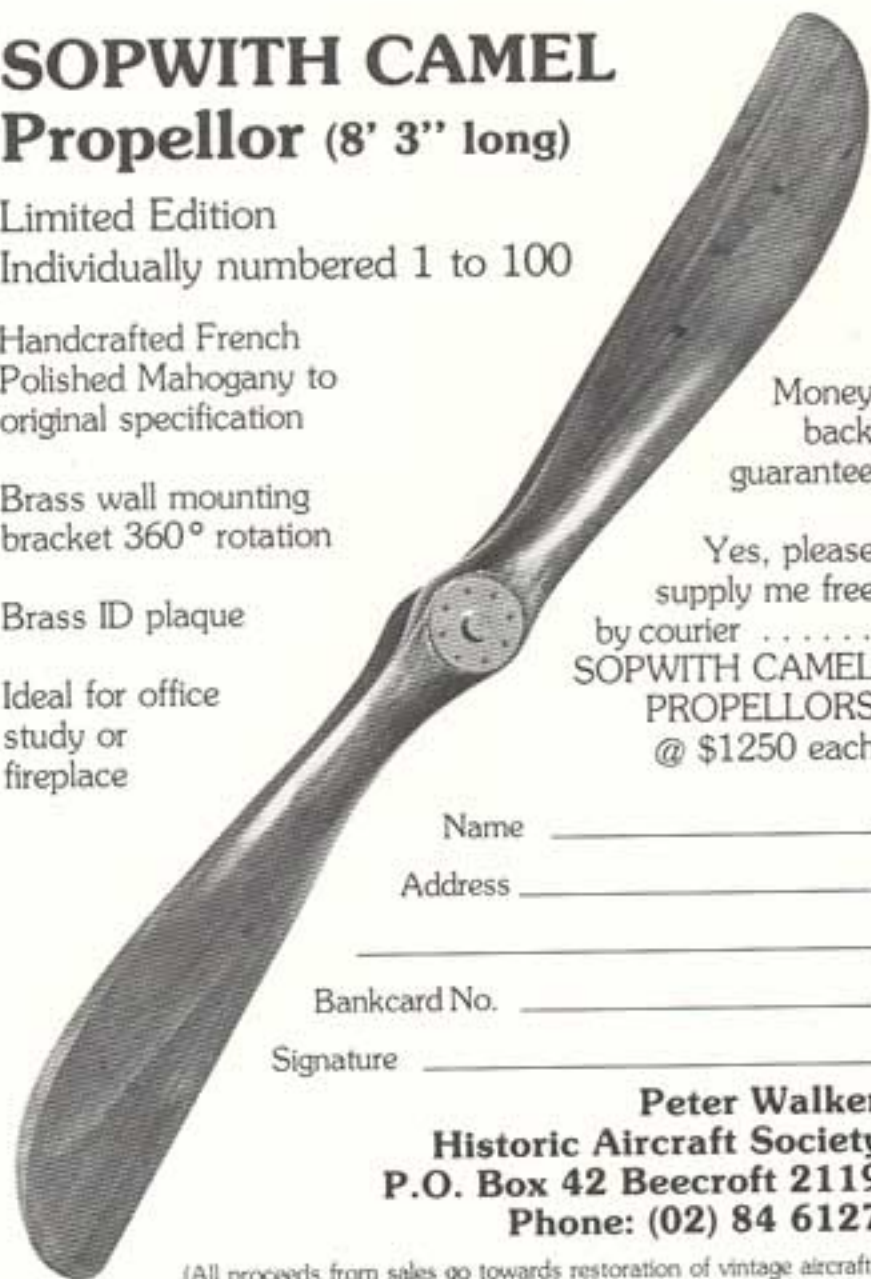 SOPWITH CAMEL
Propellor (8' 3'' long)
Limited Edition
Individually numbered 1 to 100
Handcrafted French
Polished Mahogany to
original specification
Brass wall mounting
bracket 360° rotation
Brass ID plaque
Ideal for office
study or
fireplace
Money
back
guarantee
Yes, please
supply me free
by courier ......
SOPWITH CAMEL
PROPELLORS
@ $1250 each
Name
Address
Bankcard No.
Signature
Peter Walker
Historic Aircraft Society
P.O. Box 42 Beecroft 2119
Phone: (02) 84 6127
(All proceeds from sales go towards restoration of vintage aircraft